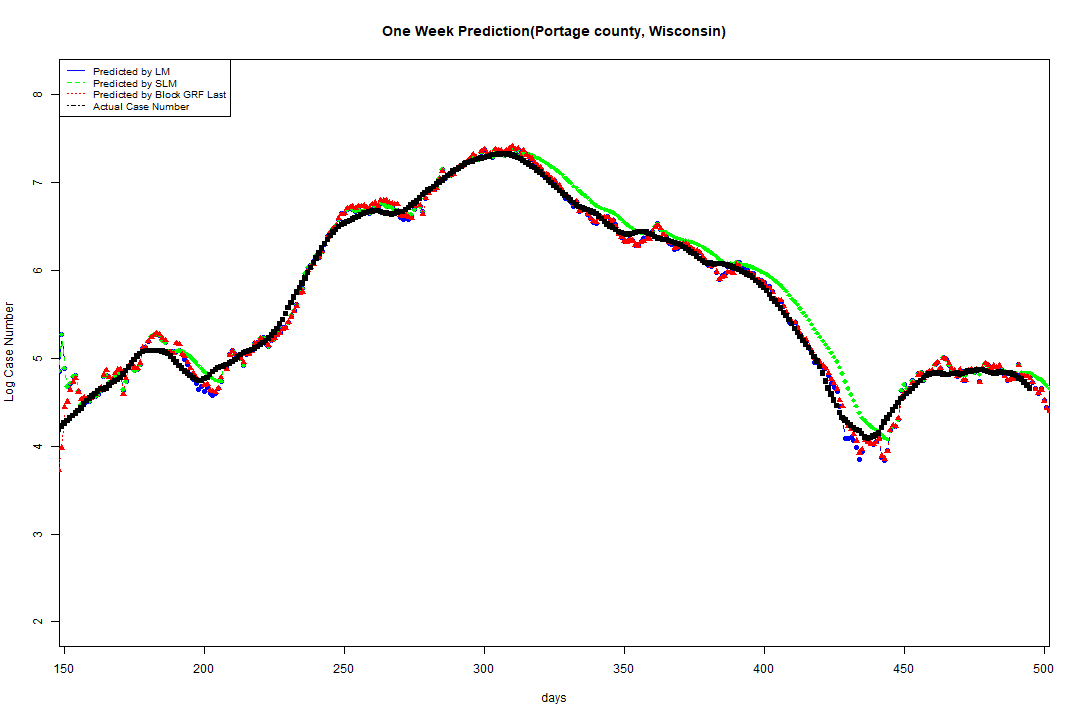 One Week Prediction(Portage county, Wisconsin)
Predicted by LM
Predicted by SLM
Predicted by Block GRF Last
Actual Case Number
8
7
6
5
4
3
2
Log Case Number
150 200 250 300 350 400 450 500
days